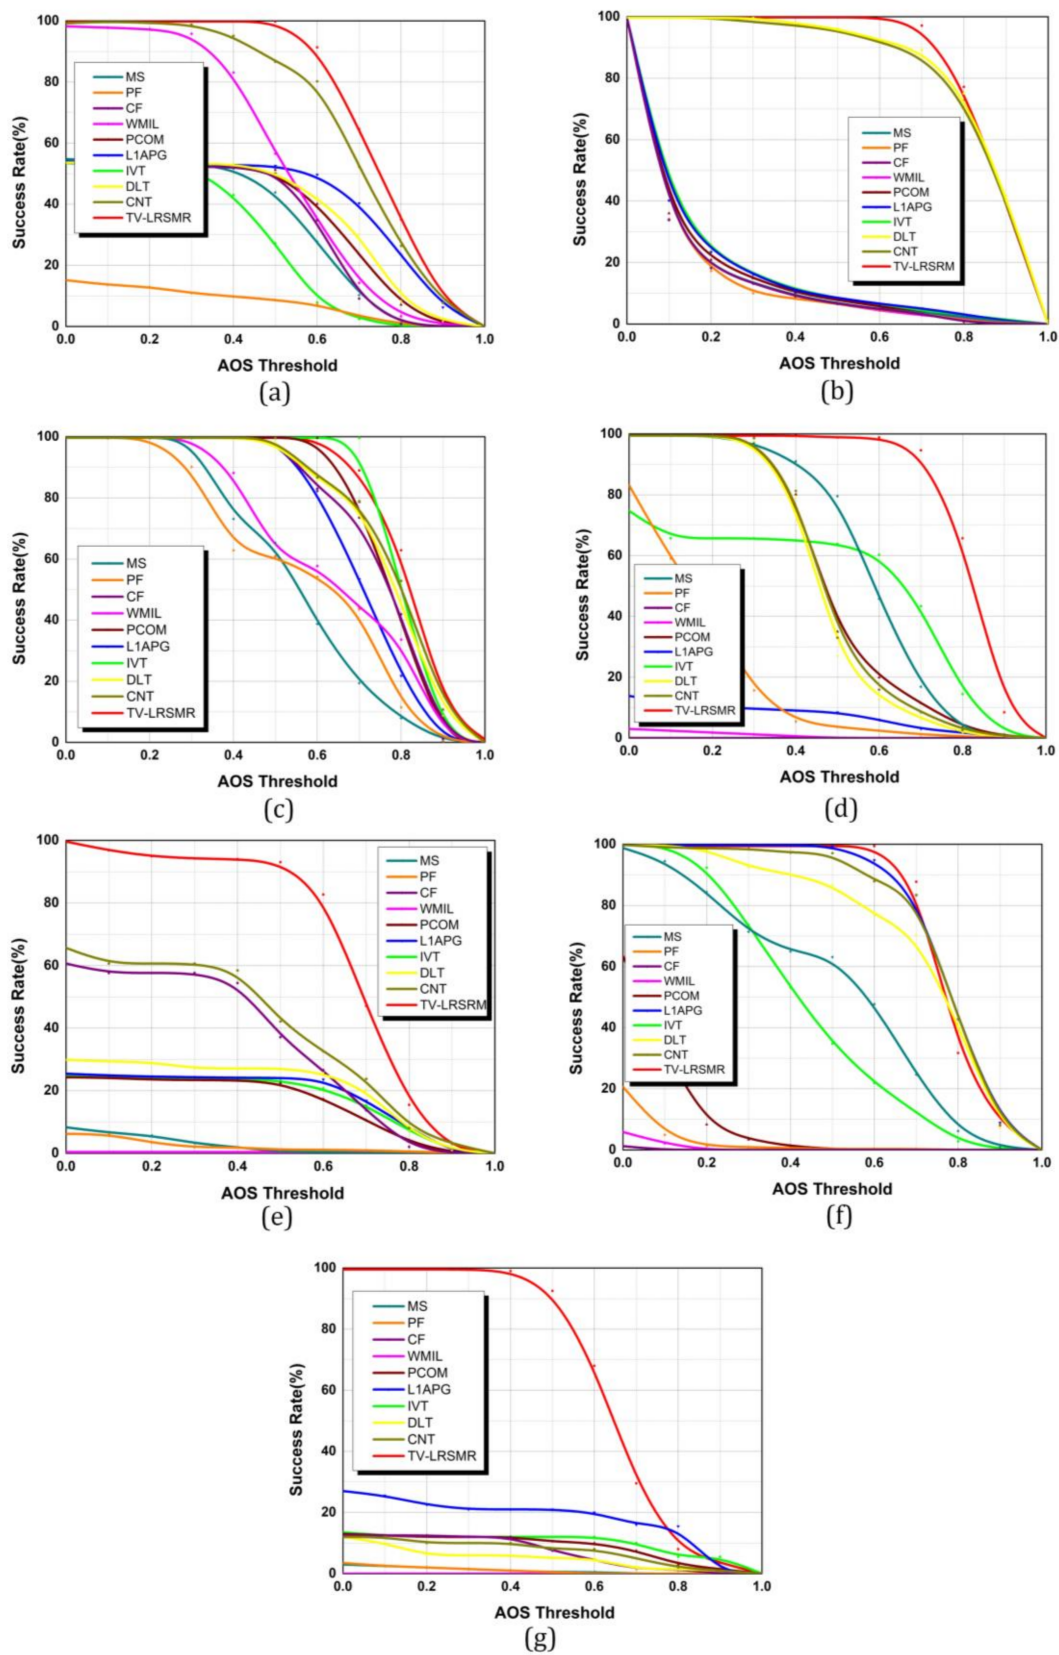 100
80
60
40
20
0
Success Rate(%)
MS
PF
CF
WMIL
PCOM
L1APG
IVT
DLT
CNT
TV-LRSMR
0.0 0.2 0.4 0.6 0.8 1.0
AOS Threshold
(a)
100
80
60
40
20
0
Success Rate(%)
MS
PF
CF
WMIL
PCOM
L1APG
IVT
DLT
CNT
TV-LRSRM
0.0 0.2 0.4 0.6 0.8 1.0
AOS Threshold
(b)
100
80
60
40
20
0
Success Rate(%)
MS
PF
CF
WMIL
PCOM
L1APG
IVT
DLT
CNT
TV-LRSMR
0.0 0.2 0.4 0.6 0.8 1.0
AOS Threshold
(c)
100
80
60
40
20
0
Success Rate(%)
MS
PF
CF
WMIL
PCOM
L1APG
IVT
DLT
CNT
TV-LRSMR
0.0 0.2 0.4 0.6 0.8 1.0
AOS Threshold
(d)
100
80
60
40
20
0
Success Rate(%)
MS
PF
CF
WMIL
PCOM
L1APG
IVT
DLT
CNT
TV-LRSRM
0.0 0.2 0.4 0.6 0.8 1.0
AOS Threshold
(e)
100
80
60
40
20
0
Success Rate(%)
MS
PF
CF
WMIL
PCOM
L1APG
IVT
DLT
CNT
TV-LRSMR
0.0 0.2 0.4 0.6 0.8 1.0
AOS Threshold
(f)
100
80
60
40
20
0
Success Rate(%)
MS
PF
CF
WMIL
PCOM
L1APG
IVT
DLT
CNT
TV-LRSMR
0.0 0.2 0.4 0.6 0.8 1.0
AOS Threshold
(g)